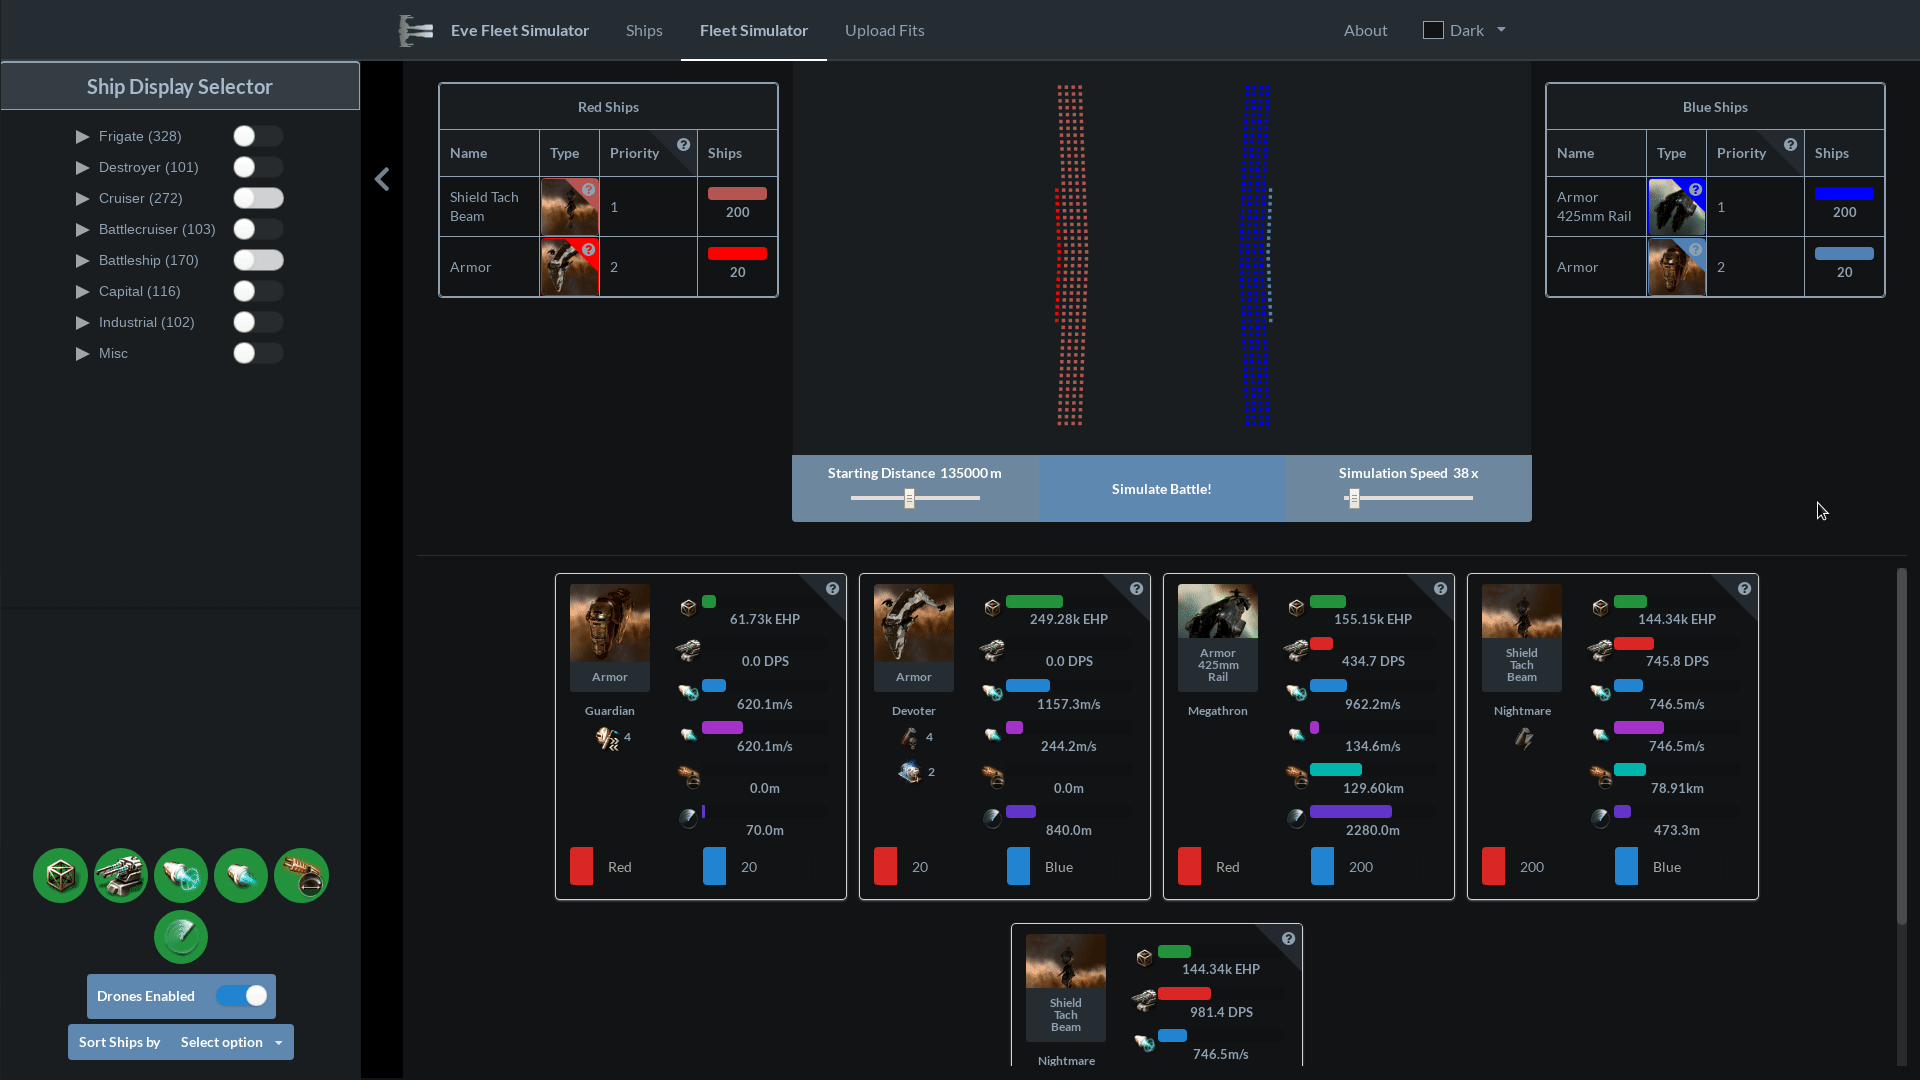 Eve Fleet Simulator
Ships
Fleet Simulator
Upload Fits
About
Dark
Ship Display Selector
Frigate (328)
Destroyer (101)
Cruiser (272)
Battlecruiser (103)
Battleship (170)
Capital (116)
Industrial (102)
Misc
Drones Enabled
Sort Ships by Select option
Red Ships
Name Type Priority Ships
Shield Tach
Beam
1
200
Armor
2
20
Starting Distance 135000 m
Simulate Battle!
Simulation Speed 38 x
Blue Ships
Name Type Priority Ships
Armor
425mm Rail
1
200
Armor
2
20
Armor
Guardian
4
61.73k EHP
0.0 DPS
620.1m/s
620.1m/s
0.0m
70.0m
Red
20
Armor
Devoter
4
2
249.28k EHP
0.0 DPS
1157.3m/s
244.2m/s
0.0m
840.0m
20
Blue
Armor
425mm
Rail
Megathron
155.15k EHP
434.7 DPS
962.2m/s
134.6m/s
129.60km
2280.0m
Red
200
Shield
Tach
Beam
Nightmare
144.34k EHP
745.8 DPS
746.5m/s
746.5m/s
78.91km
473.3m
200
Blue
Shield
Tach
Beam
Nightmare
144.34k EHP
981.4 DPS
746.5m/s